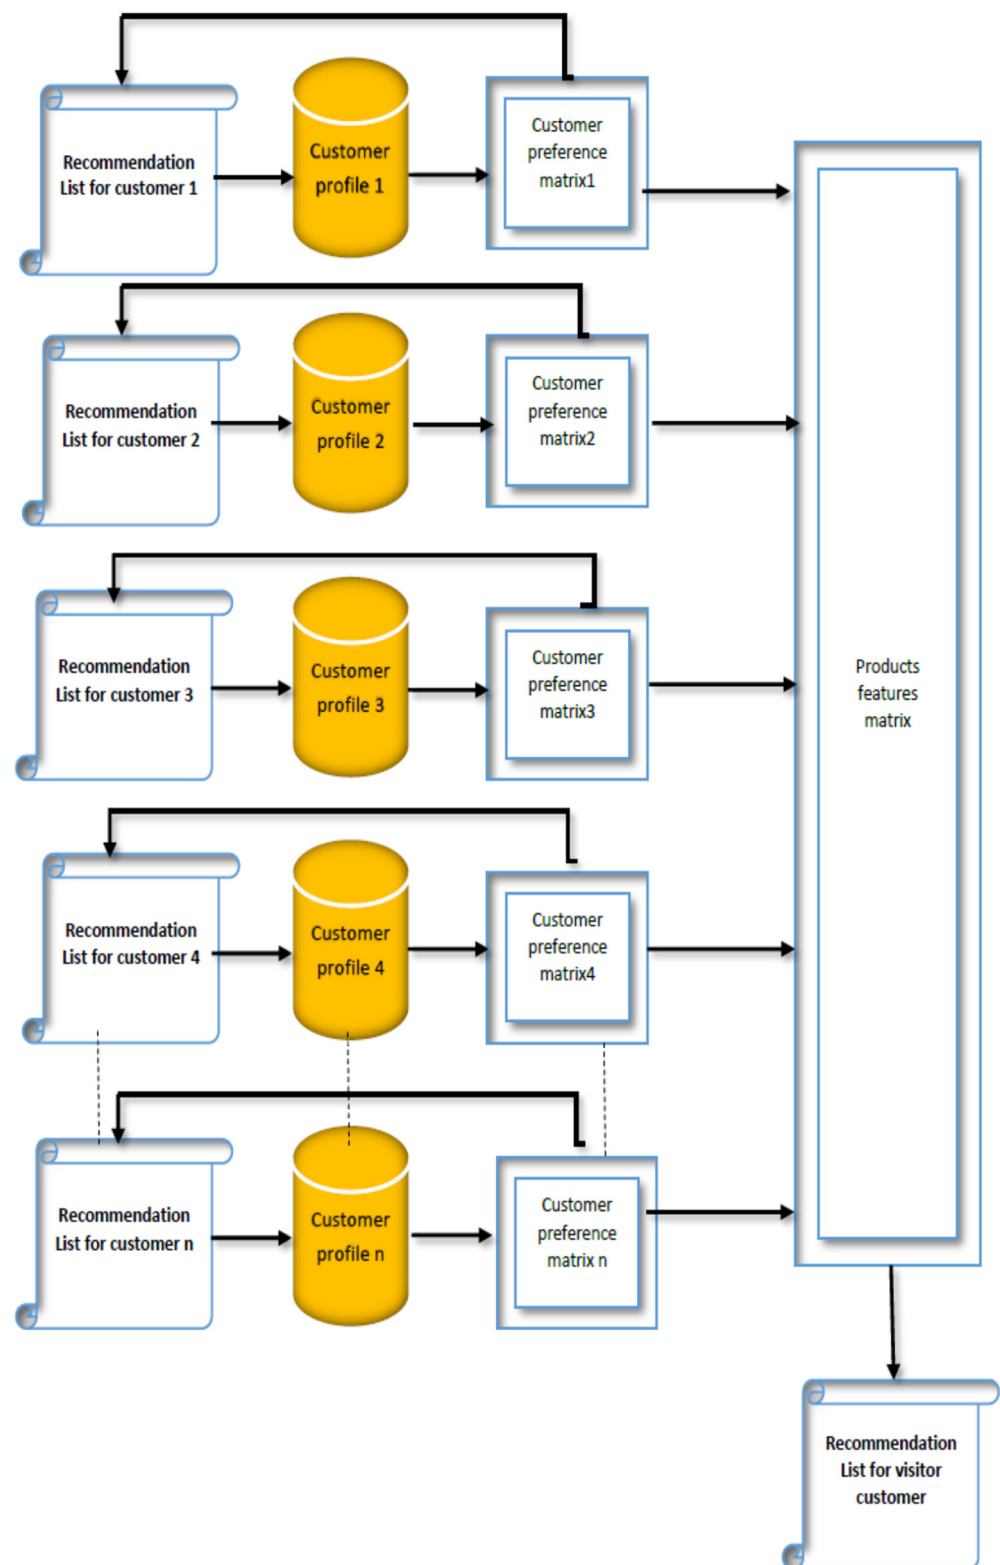 Recommendation
List for customer 1
Customer
profile 1
Customer
preference
matrix1
Recommendation
List for customer 2
Customer
profile 2
Customer
preference
matrix2
Recommendation
List for customer 3
Customer
profile 3
Customer
preference
matrix3
Products
features
matrix
Recommendation
List for customer 4
Customer
profile 4
Customer
preference
matrix4
Recommendation
List for customer n
Customer
profile n
Customer
preference
matrix n
Recommendation
List for visitor
customer